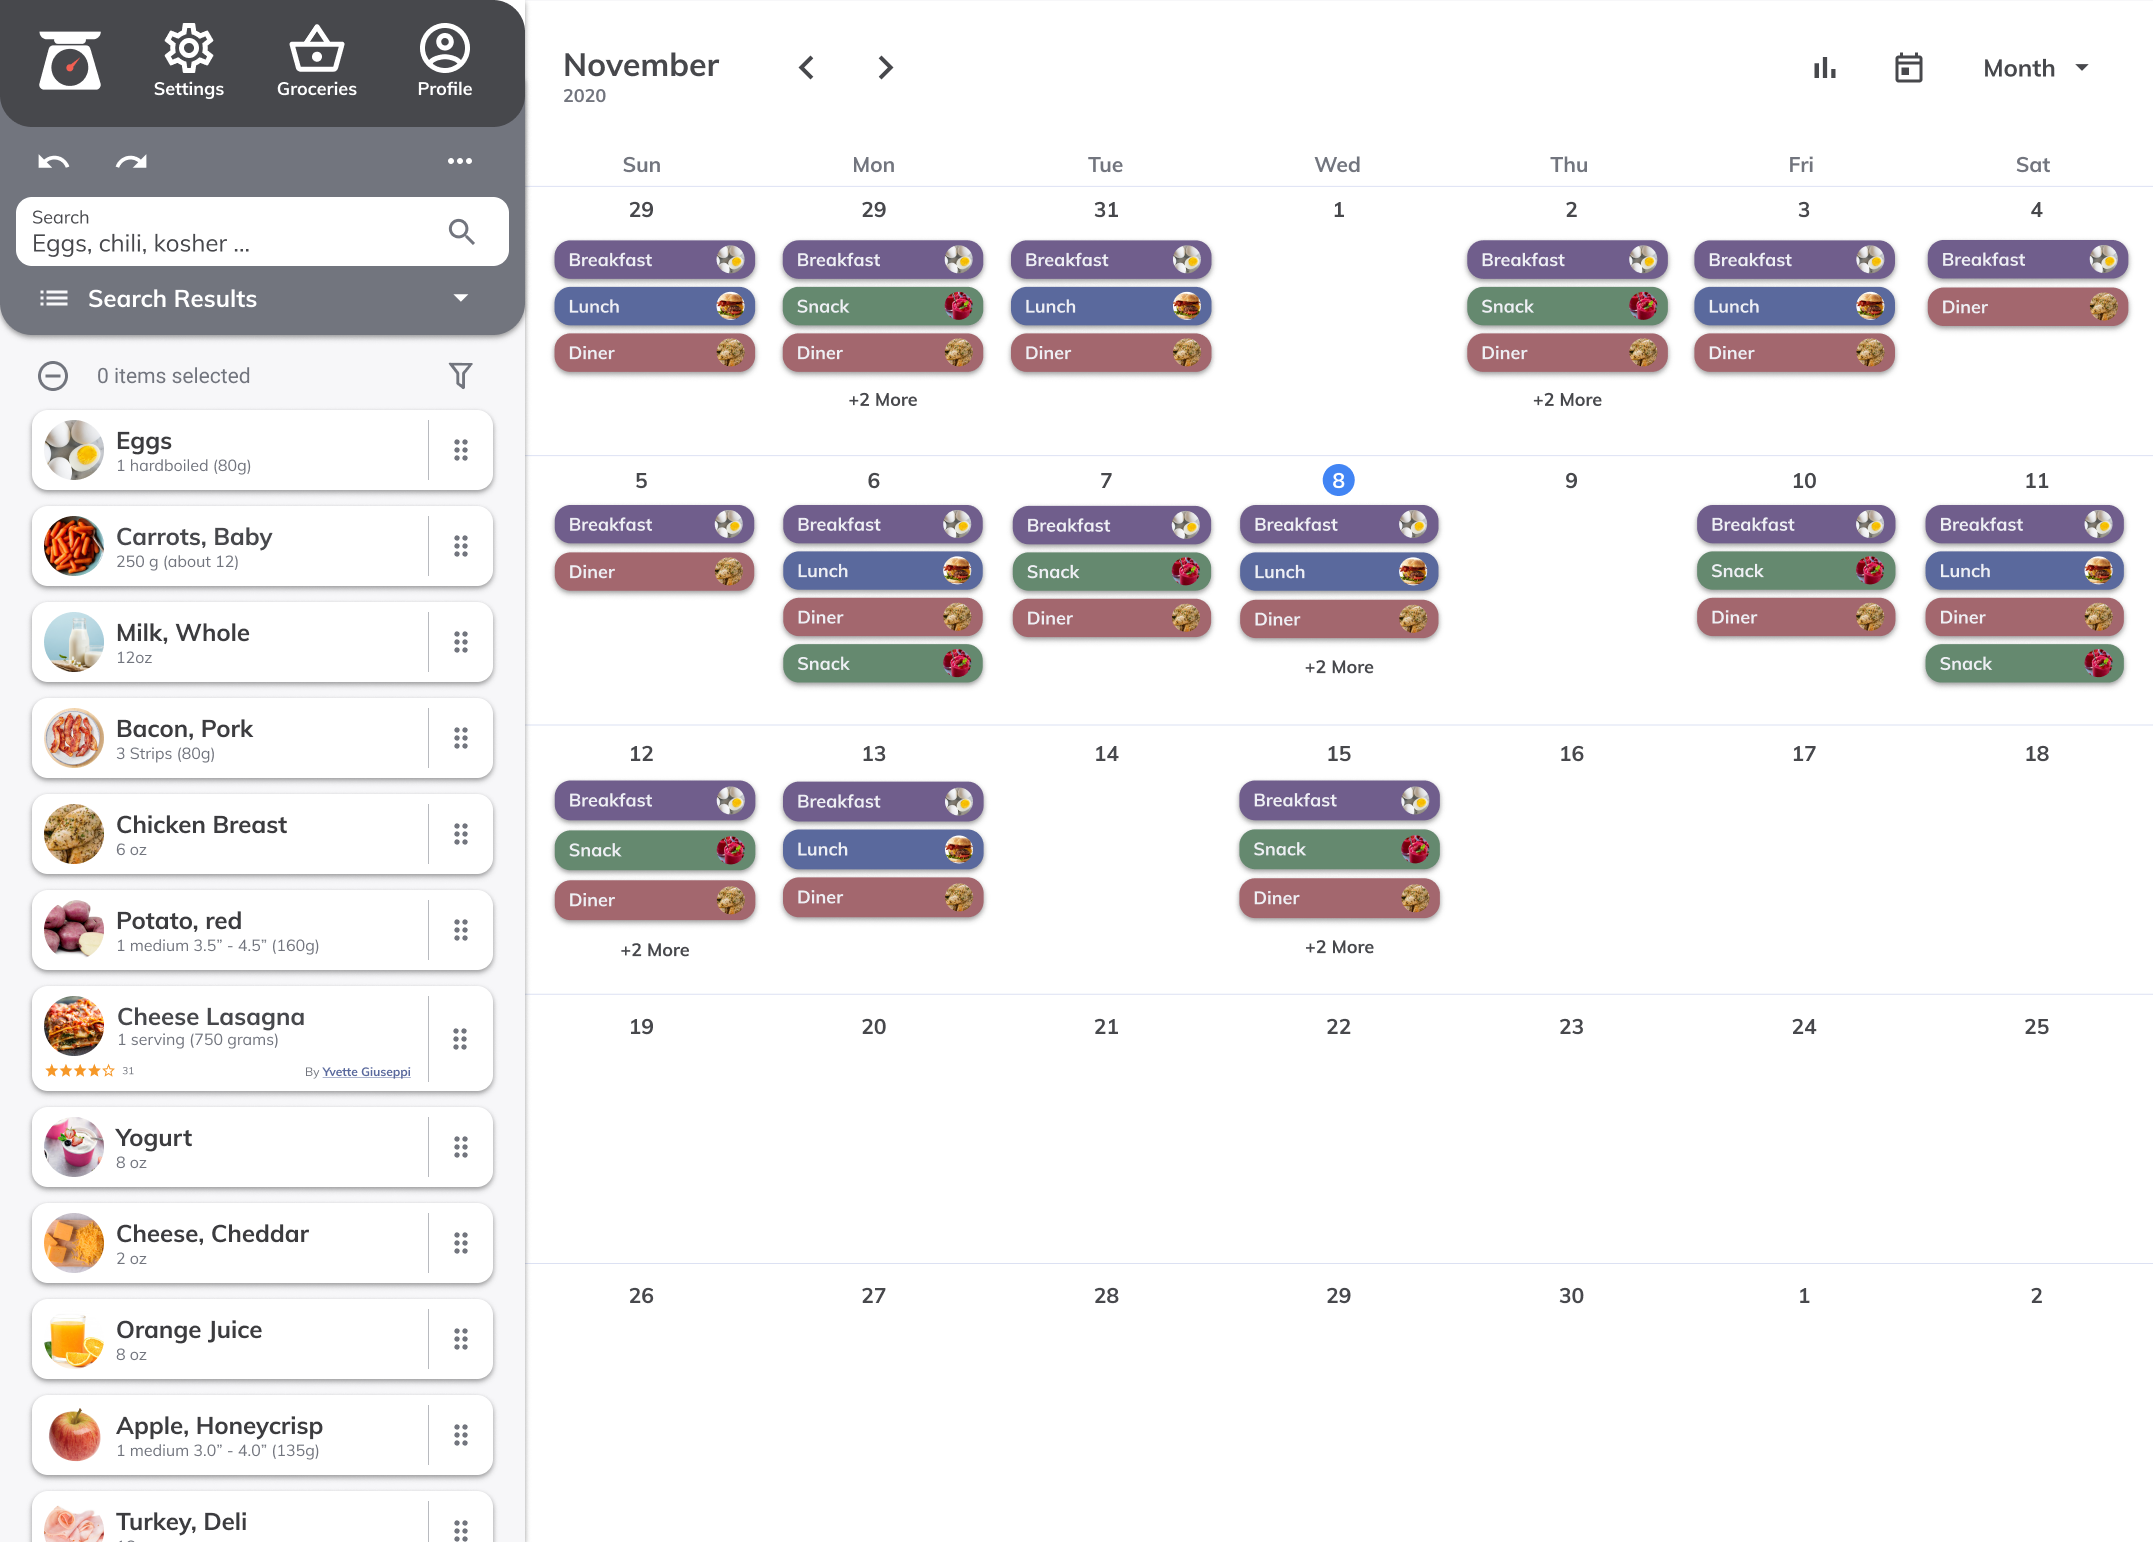 Settings
Groceries
Profile
Search
Eggs, chili, kosher ...
Search Results
0 items selected
Eggs
1 hardboiled (80g)
Carrots, Baby
250 g (about 12)
Milk, Whole
12oz
Bacon, Pork
3 Strips (80g)
Chicken Breast
6 oz
Potato, red
1 medium 3.5” - 4.5” (160g)
Cheese Lasagna
1 serving (750 grams)
31
By Yvette Giuseppi
Yogurt
8 oz
Cheese, Cheddar
2 oz
Orange Juice
8 oz
Apple, Honeycrisp
1 medium 3.0” - 4.0” (135g)
Turkey, Deli
November
2020
Month
Sun Mon Tue Wed Thu Fri Sat
29 29 31 1 2 3 4
Breakfast Breakfast Breakfast Breakfast Breakfast Breakfast
Lunch Snack Lunch Snack Lunch Diner
Diner Diner Diner Diner Diner
+2 More +2 More
5 6 7 8 9 10 11
Breakfast Breakfast Breakfast Breakfast Breakfast Breakfast
Diner Lunch Snack Lunch Snack Lunch
Diner Diner Diner Diner Diner
Snack +2 More Snack
12 13 14 15 16 17 18
Breakfast Breakfast Breakfast
Snack Lunch Snack
Diner Diner Diner
+2 More +2 More
19 20 21 22 23 24 25
26 27 28 29 30 1 2